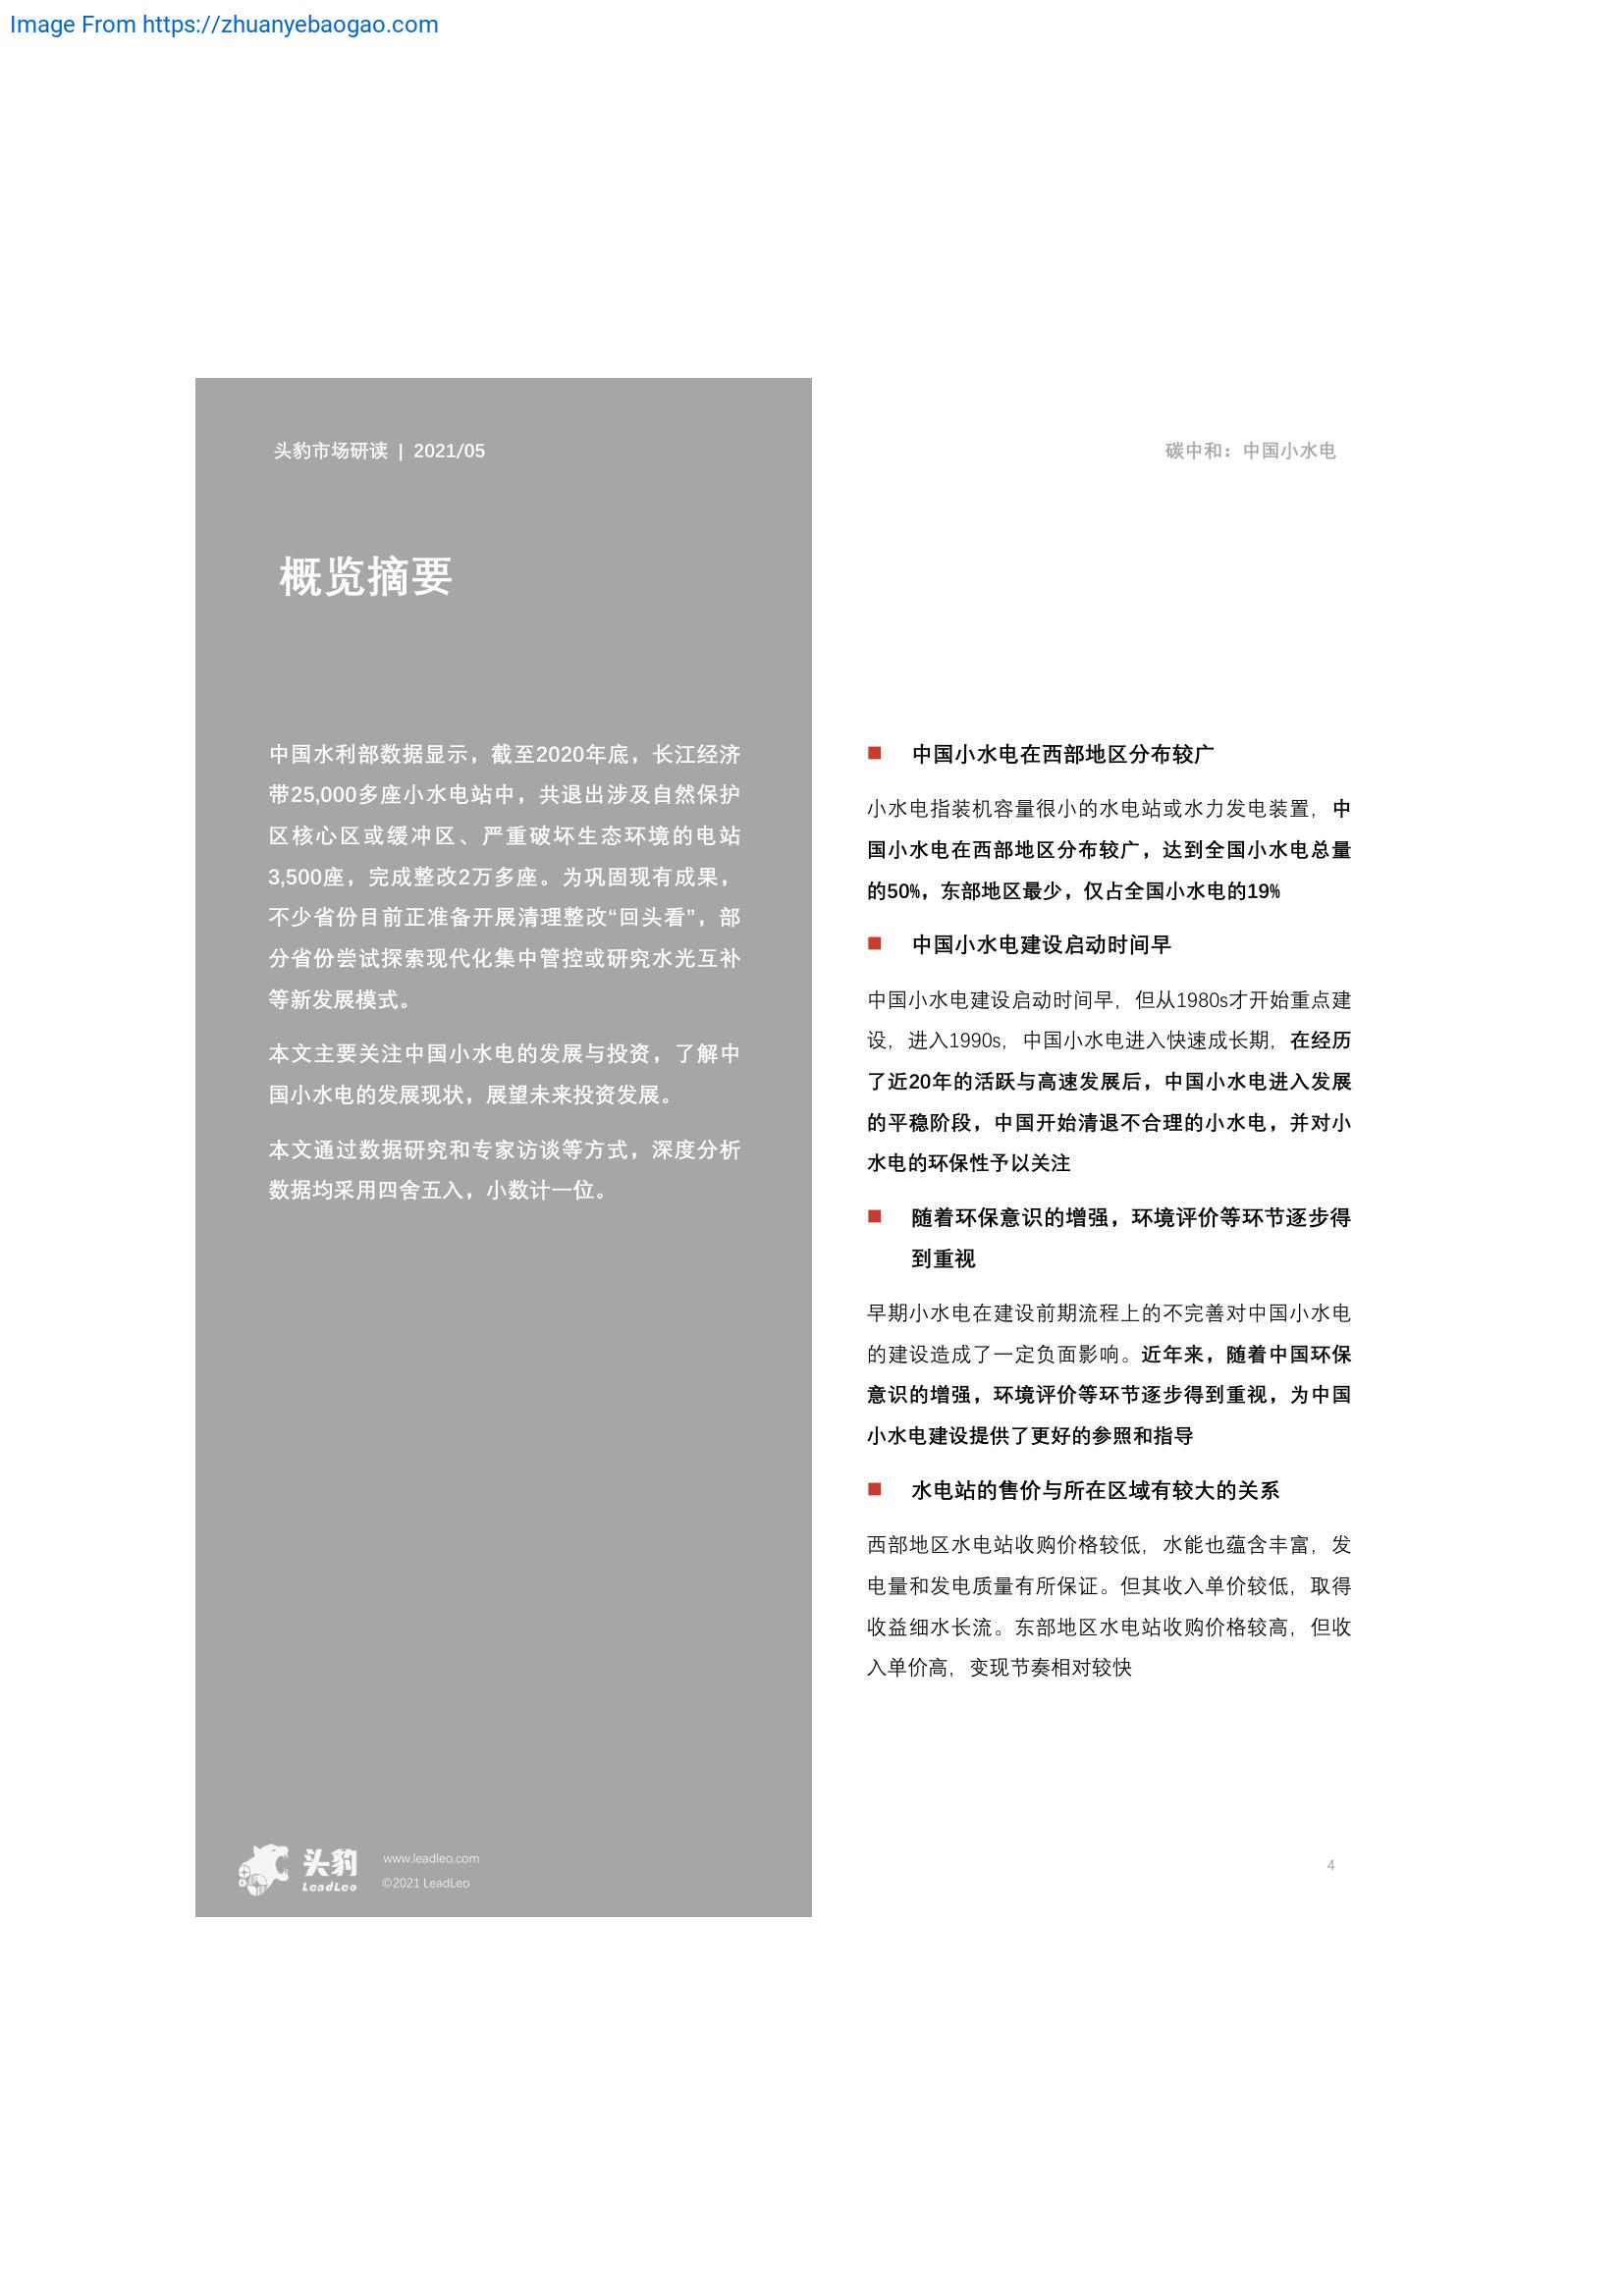 Image From https://zhuanyebaogao.com
头豹市场研读 | 2021/05
碳中和：中国小水电
概览摘要
中国水利部数据显示，截至2020年底，长江经济
带25,000多座小水电站中，共退出涉及自然保护
区核心区或缓冲区、严重破坏生态环境的电站
3,500座，完成整改2万多座。为巩固现有成果，
不少省份目前正准备开展清理整改“回头看”，部
分省份尝试探索现代化集中管控或研究水光互补
等新发展模式。
本文主要关注中国小水电的发展与投资，了解中
国小水电的发展现状，展望未来投资发展。
本文通过数据研究和专家访谈等方式，深度分析
数据均采用四舍五入，小数计一位。
中国小水电在西部地区分布较广
小水电指装机容量很小的水电站或水力发电装置，中
国小水电在西部地区分布较广，达到全国小水电总量
的50%，东部地区最少，仅占全国小水电的19%
中国小水电建设启动时间早
中国小水电建设启动时间早，但从1980s才开始重点建
设，进入1990s，中国小水电进入快速成长期，在经历
了近20年的活跃与高速发展后，中国小水电进入发展
的平稳阶段，中国开始清退不合理的小水电，并对小
水电的环保性予以关注
随着环保意识的增强，环境评价等环节逐步得
到重视
早期小水电在建设前期流程上的不完善对中国小水电
的建设造成了一定负面影响。近年来，随着中国环保
意识的增强，环境评价等环节逐步得到重视，为中国
小水电建设提供了更好的参照和指导
水电站的售价与所在区域有较大的关系
西部地区水电站收购价格较低，水能也蕴含丰富，发
电量和发电质量有所保证。但其收入单价较低，取得
收益细水长流。东部地区水电站收购价格较高，但收
入单价高，变现节奏相对较快
头豹
LeadLeo
www.leadleo.com
©2021 LeadLeo
4